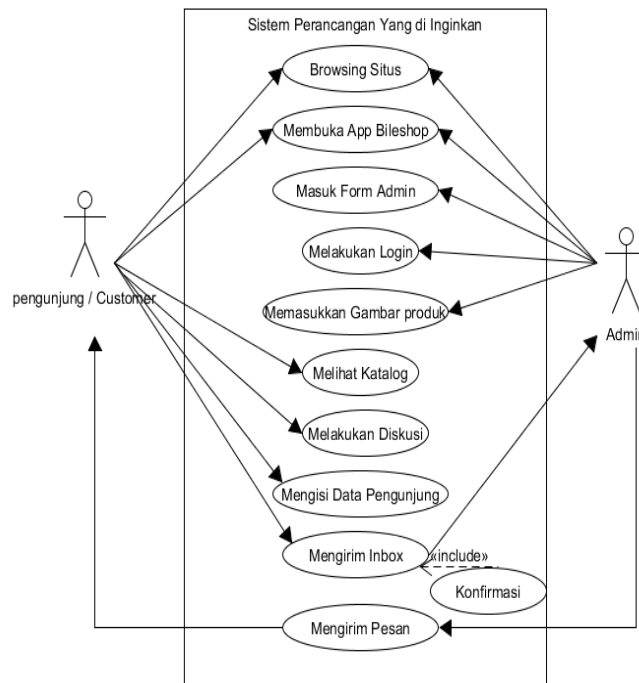 Sistem Perancangan Yang di Inginkan
Browsing Situs
Membuka App Bileshop
Masuk Form Admin
Melakukan Login
pengunjung / Customer
Memasukkan Gambar produk
Admin
Melihat Katalog
Melakukan Diskusi
Mengisi Data Pengunjung
Mengirim Inbox
«include»
Konfirmasi
Mengirim Pesan